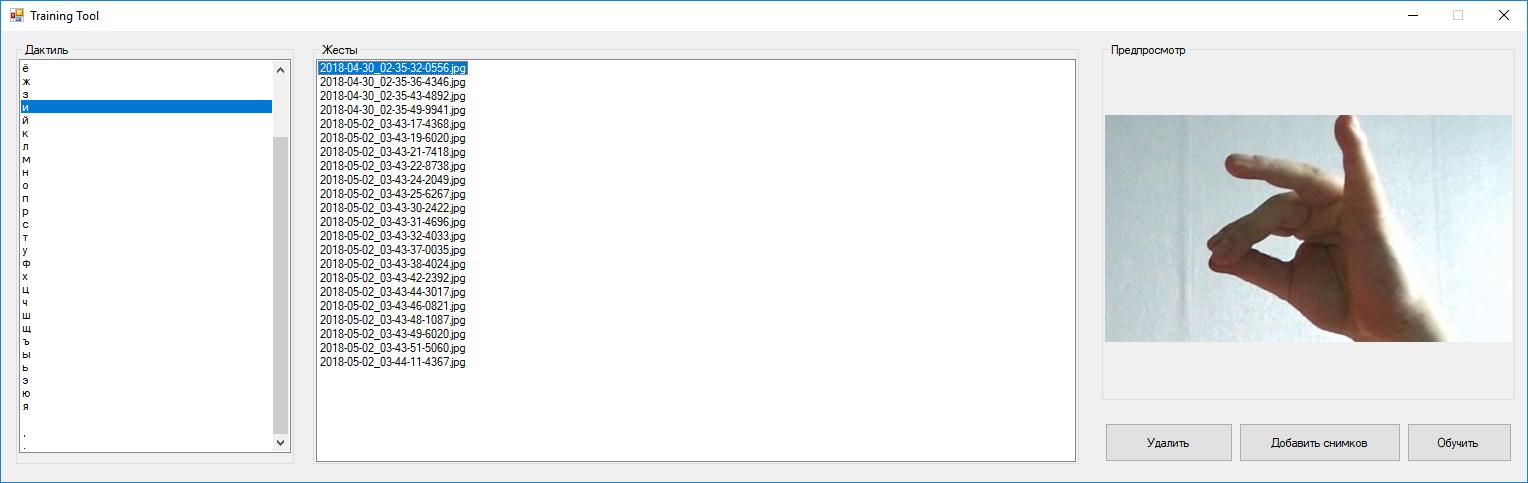 Training Tool
Дактиль
ё
ж
з
и
й
к
л
м
н
о
п
р
с
т
у
ф
х
ц
ч
ш
щ
ъ
ы
ь
э
ю
я
,
.
Жесты
2018-04-30_02-35-32-0556.jpg
2018-04-30_02-35-36-4346.jpg
2018-04-30_02-35-43-4892.jpg
2018-04-30_02-35-49-9941.jpg
2018-05-02_03-43-17-4368.jpg
2018-05-02_03-43-19-6020.jpg
2018-05-02_03-43-21-7418.jpg
2018-05-02_03-43-22-8738.jpg
2018-05-02_03-43-24-2049.jpg
2018-05-02_03-43-25-6267.jpg
2018-05-02_03-43-30-2422.jpg
2018-05-02_03-43-31-4696.jpg
2018-05-02_03-43-32-4033.jpg
2018-05-02_03-43-37-0035.jpg
2018-05-02_03-43-38-4024.jpg
2018-05-02_03-43-42-2392.jpg
2018-05-02_03-43-44-3017.jpg
2018-05-02_03-43-46-0821.jpg
2018-05-02_03-43-48-1087.jpg
2018-05-02_03-43-49-6020.jpg
2018-05-02_03-43-51-5060.jpg
2018-05-02_03-44-11-4367.jpg
Предпросмотр
Удалить
Добавить снимков
Обучить